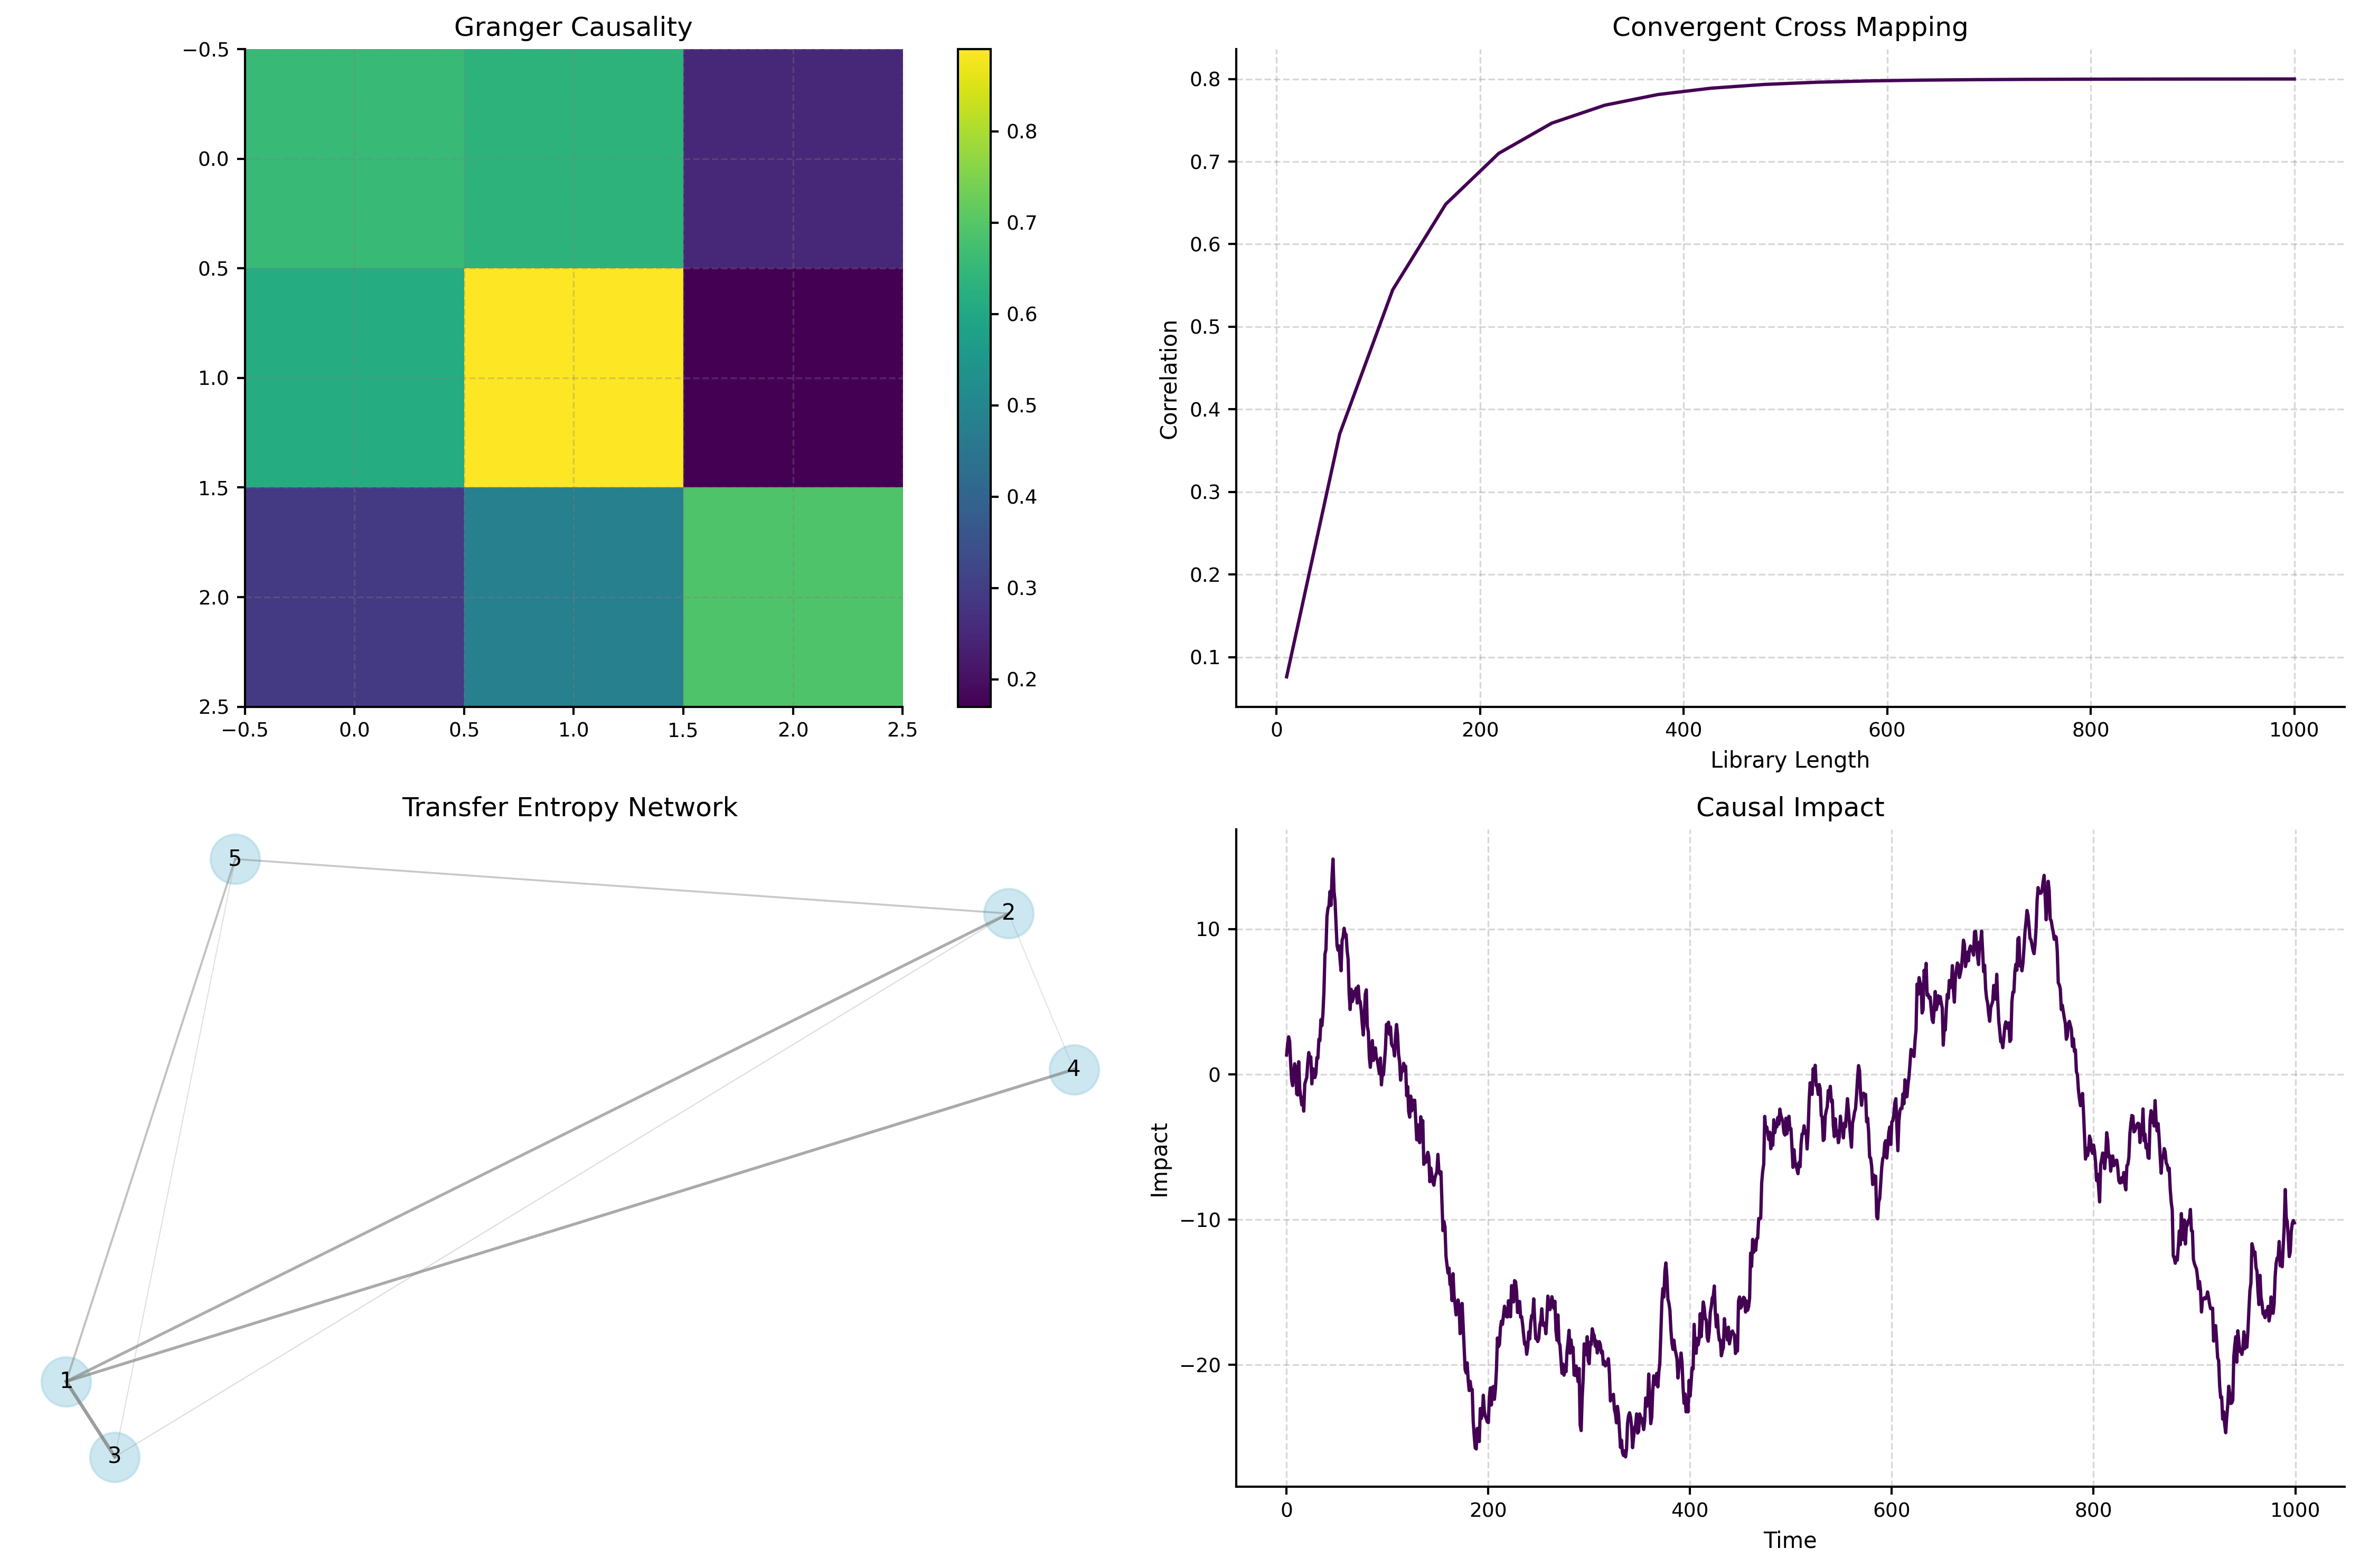 Granger Causality
−0.5
0.0
0.5
1.0
1.5
2.0
2.5
−0.5 0.0 0.5 1.0 1.5 2.0 2.5
0.8
0.7
0.6
0.5
0.4
0.3
0.2
Convergent Cross Mapping
Correlation
0.8
0.7
0.6
0.5
0.4
0.3
0.2
0.1
0 200 400 600 800 1000
Library Length
Transfer Entropy Network
5
2
4
1
3
Causal Impact
Impact
10
0
−10
−20
0 200 400 600 800 1000
Time